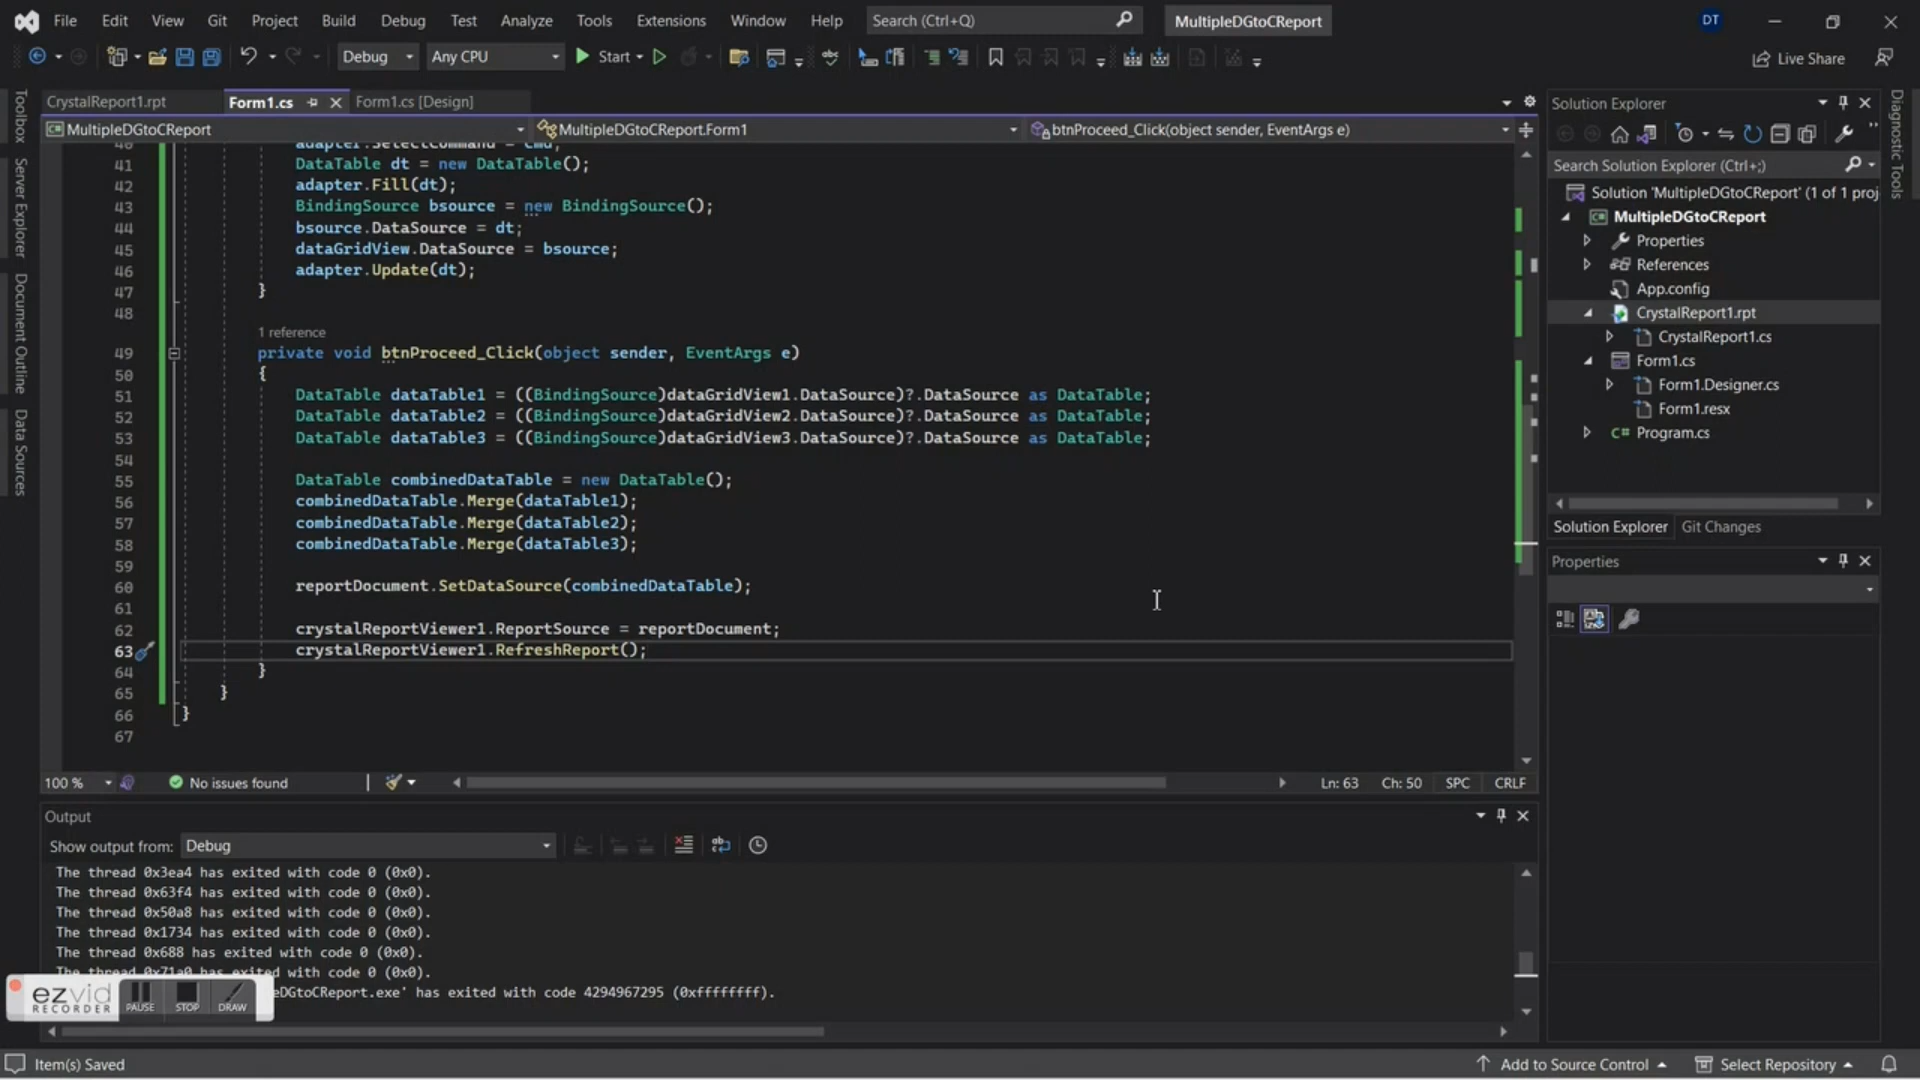 File Edit View Git Project Build Debug Test Analyze Tools Extensions Window Help Search (Ctrl+Q) MultipleDGtoCReport DT
Debug Any CPU Start Live Share
CrystalReport1.rpt Form1.cs Form1.cs [Design]
MultipleDGtoCReport MultipleDGtoCReport.Form1 btnProceed_Click(object sender, EventArgs e)
40 adapter.SelectCommand = cmd;
41 DataTable dt = new DataTable();
42 adapter.Fill(dt);
43 BindingSource bsource = new BindingSource();
44 bsource.DataSource = dt;
45 dataGridView.DataSource = bsource;
46 adapter.Update(dt);
47 }
48
1 reference
49 private void btnProceed_Click(object sender, EventArgs e)
50 {
51 DataTable dataTable1 = ((BindingSource)dataGridView1.DataSource)?.DataSource as DataTable;
52 DataTable dataTable2 = ((BindingSource)dataGridView2.DataSource)?.DataSource as DataTable;
53 DataTable dataTable3 = ((BindingSource)dataGridView3.DataSource)?.DataSource as DataTable;
54
55 DataTable combinedDataTable = new DataTable();
56 combinedDataTable.Merge(dataTable1);
57 combinedDataTable.Merge(dataTable2);
58 combinedDataTable.Merge(dataTable3);
59
60 reportDocument.SetDataSource(combinedDataTable);
61
62 crystalReportViewer1.ReportSource = reportDocument;
63 crystalReportViewer1.RefreshReport();
64 }
65 }
66 }
67
100 % No issues found Ln: 63 Ch: 50 SPC CRLF
Output
Show output from: Debug
The thread 0x3ea4 has exited with code 0 (0x0).
The thread 0x63f4 has exited with code 0 (0x0).
The thread 0x50a8 has exited with code 0 (0x0).
The thread 0x1734 has exited with code 0 (0x0).
The thread 0x688 has exited with code 0 (0x0).
The thread 0x71a0 has exited with code 0 (0x0).
eDGtoCReport.exe' has exited with code 4294967295 (0xffffffff).
ezvid
RECORDER
PAUSE STOP DRAW
Item(s) Saved Add to Source Control Select Repository
Toolbox
Server Explorer
Document Outline
Data Sources
Solution Explorer
Search Solution Explorer (Ctrl+;)
Solution 'MultipleDGtoCReport' (1 of 1 proj
MultipleDGtoCReport
Properties
References
App.config
CrystalReport1.rpt
CrystalReport1.cs
Form1.cs
Form1.Designer.cs
Form1.resx
C# Program.cs
Solution Explorer Git Changes
Properties
Diagnostic Tools